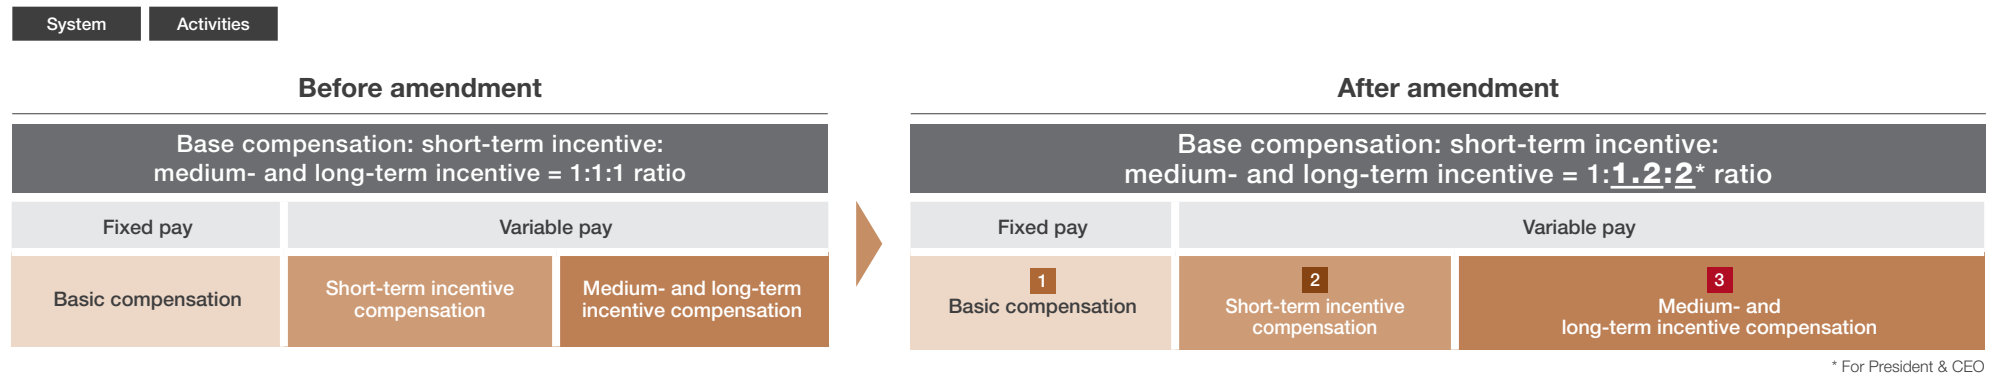 System
Activities
Before amendment
Base compensation: short-term incentive:
medium- and long-term incentive = 1:1:1 ratio
Fixed pay
Variable pay
Basic compensation
Short-term incentive
compensation
Medium- and long-term
incentive compensation
After amendment
Base compensation: short-term incentive:
medium- and long-term incentive = 1:1.2:2* ratio
Fixed pay
Variable pay
1
Basic compensation
2
Short-term incentive
compensation
3
Medium- and
long-term incentive compensation
* For President & CEO